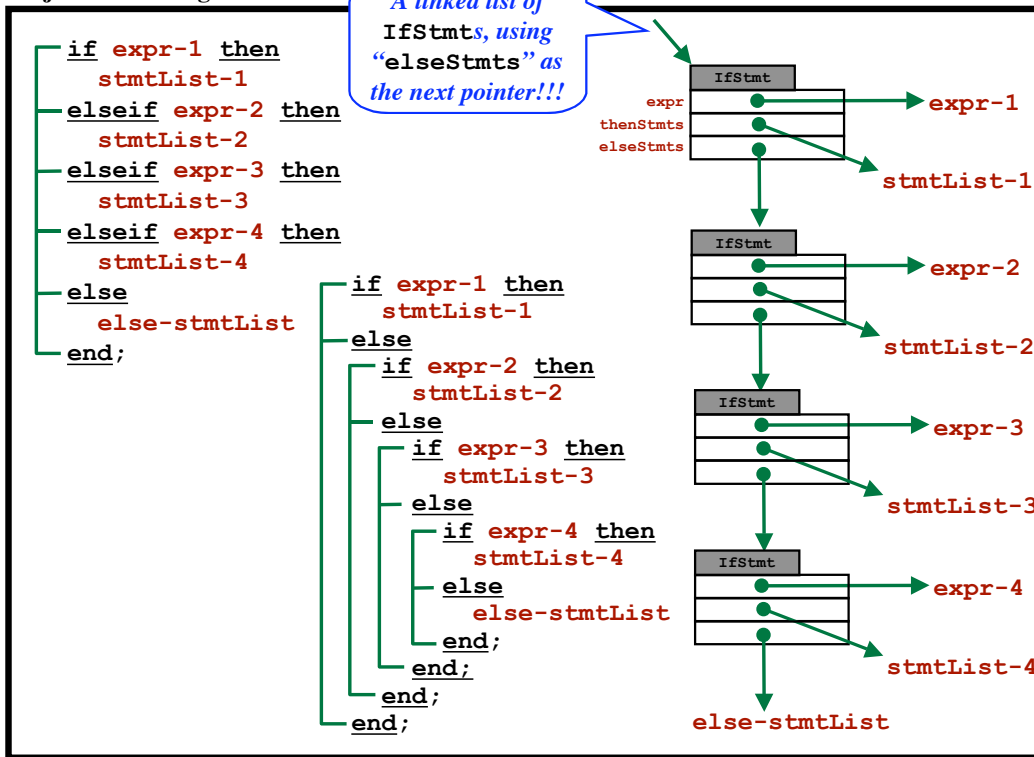 A linked list of
IfStmts, using
“elseStmts” as
the next pointer!!!
if expr-1 then
stmtList-1
elseif expr-2 then
stmtList-2
elseif expr-3 then
stmtList-3
elseif expr-4 then
stmtList-4
else
else-stmtList
end;
if expr-1 then
stmtList-1
else
if expr-2 then
stmtList-2
else
if expr-3 then
stmtList-3
else
if expr-4 then
stmtList-4
else
else-stmtList
end;
end;
end;
end;
IfStmt
expr
thenStmts
elseStmts
expr-1
stmtList-1
IfStmt
expr-2
stmtList-2
IfStmt
expr-3
stmtList-3
IfStmt
expr-4
stmtList-4
else-stmtList